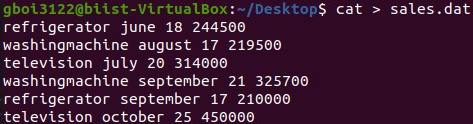 gboi3122@biist-VirtualBox:~/Desktop$ cat > sales.dat
refrigerator june 18 244500
washingmachine august 17 219500
television july 20 314000
washingmachine september 21 325700
refrigerator september 17 210000
television october 25 450000